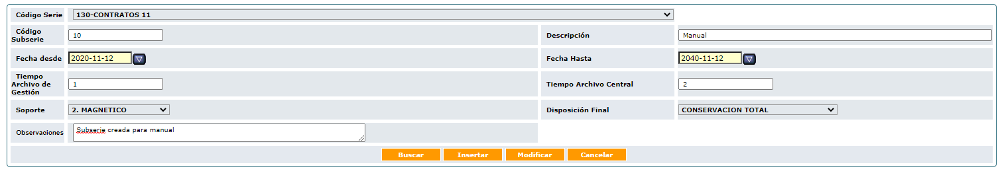 Código Serie 130-CONTRATOS 11
Código
Subserie 10 Descripción Manual
Fecha desde 2020-11-12 Fecha Hasta 2040-11-12
Tiempo
Archivo de
Gestión 1 Tiempo Archivo Central 2
Soporte 2. MAGNETICO Disposición Final CONSERVACION TOTAL
Observaciones Subserie creada para manual
Buscar Insertar Modificar Cancelar